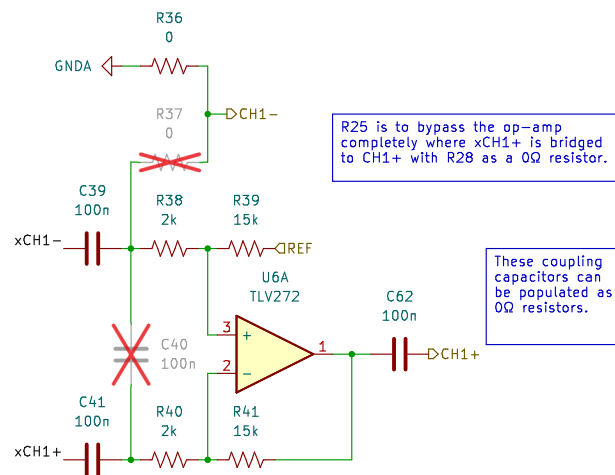 R36
0
GNDA
R37
0
CH1-
R25 is to bypass the op-amp
completely where xCH1+ is bridged
to CH1+ with R28 as a 0Ω resistor.
C39
100n
R38
2k
R39
15k
xCH1-
REF
These coupling
capacitors can
be populated as
0Ω resistors.
U6A
TLV272
C62
100n
3
+
1
CH1+
2
-
C40
100n
C41
100n
R40
2k
R41
15k
xCH1+